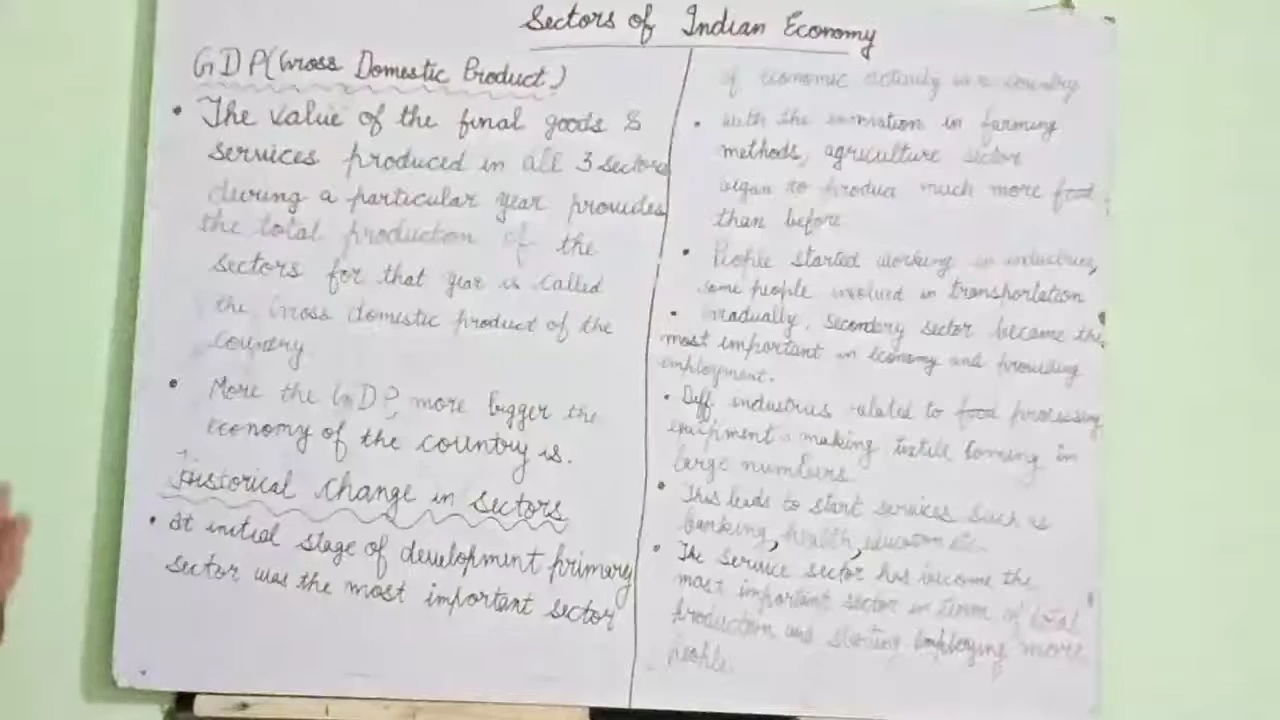 Sectors of Indian Economy
GDP (Gross Domestic Product)
• The value of the final goods &
services produced in all 3 sectors
during a particular year provides
the total production of the
sectors for that year is called
the Gross domestic product of the
country
• More the GDP, more bigger the
economy of the country is.
Historical Change in Sectors
• At initial stage of development primary
sector was the most important sector
of economic activity in a country
• with the in farming
methods, agriculture sector
began to produce much more food
than before
• People started working in industries,
some people involved in transportation
• Gradually, secondary sector became the
most important in economy and providing
employment.
• Diff industries related to food processing
equipment making textile coming in
large numbers
• This leads to start services such as
banking, health, education etc.
• The service sector has become the
most important sector in term of total
production and starting employing more
people